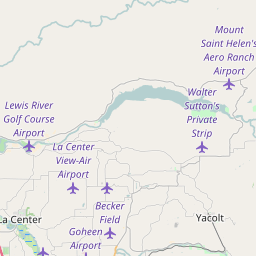 Mount
Saint Helen's
Aero Ranch
Airport
Walter
Sutton's
Private
Strip
Lewis River
Golf Course
Airport
La Center
View-Air
Airport
Becker
Field
Goheen
Airport
La Center
Yacolt